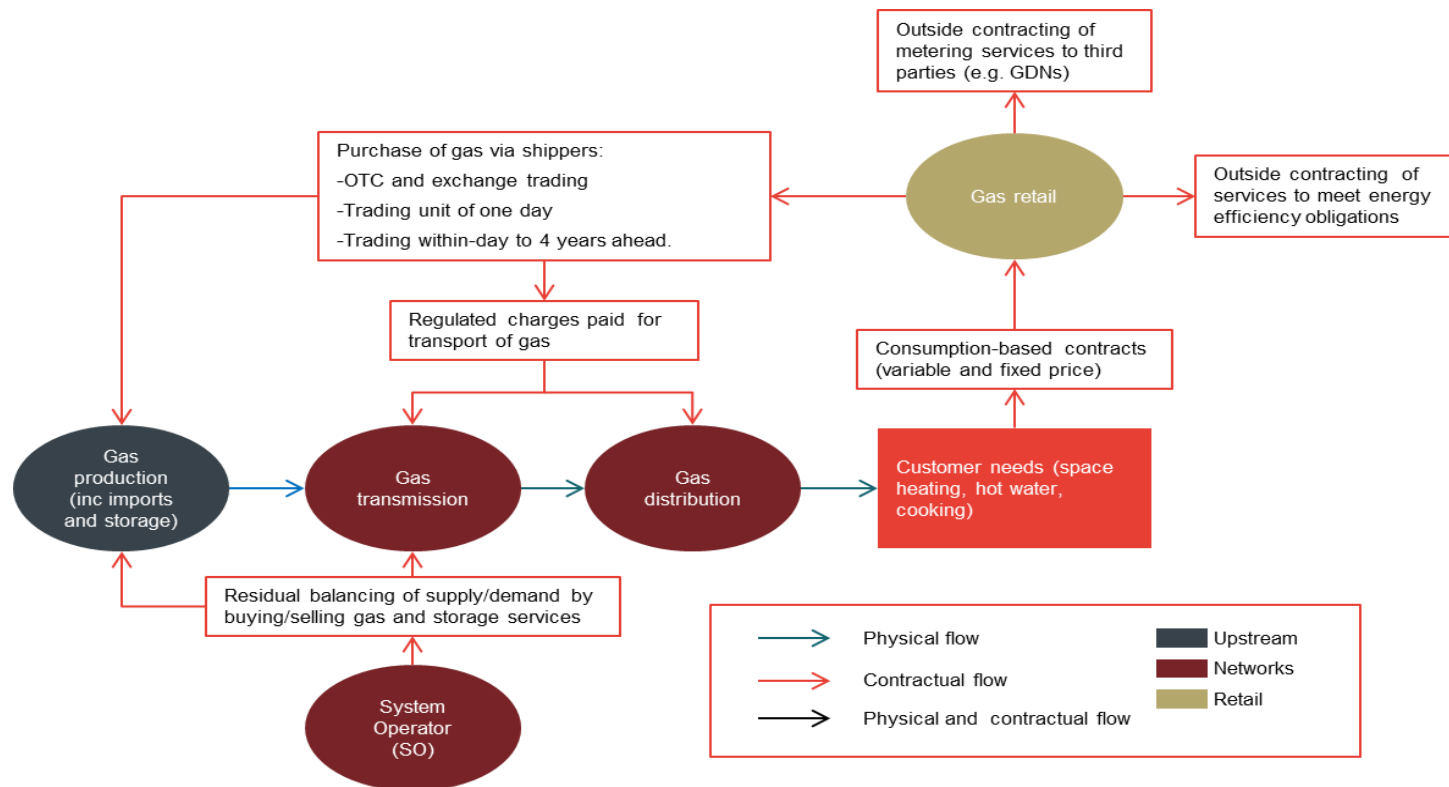 Outside contracting of
metering services to third
parties (e.g. GDNs)
Purchase of gas via shippers:
-OTC and exchange trading
-Trading unit of one day
-Trading within-day to 4 years ahead.
Gas retail
Outside contracting of
services to meet energy
efficiency obligations
Regulated charges paid for
transport of gas
Consumption-based contracts
(variable and fixed price)
Gas
production
(inc imports
and storage)
Gas
transmission
Gas
distribution
Customer needs (space
heating, hot water,
cooking)
Residual balancing of supply/demand by
buying/selling gas and storage services
System
Operator
(SO)
Physical flow
Contractual flow
Physical and contractual flow
Upstream
Networks
Retail